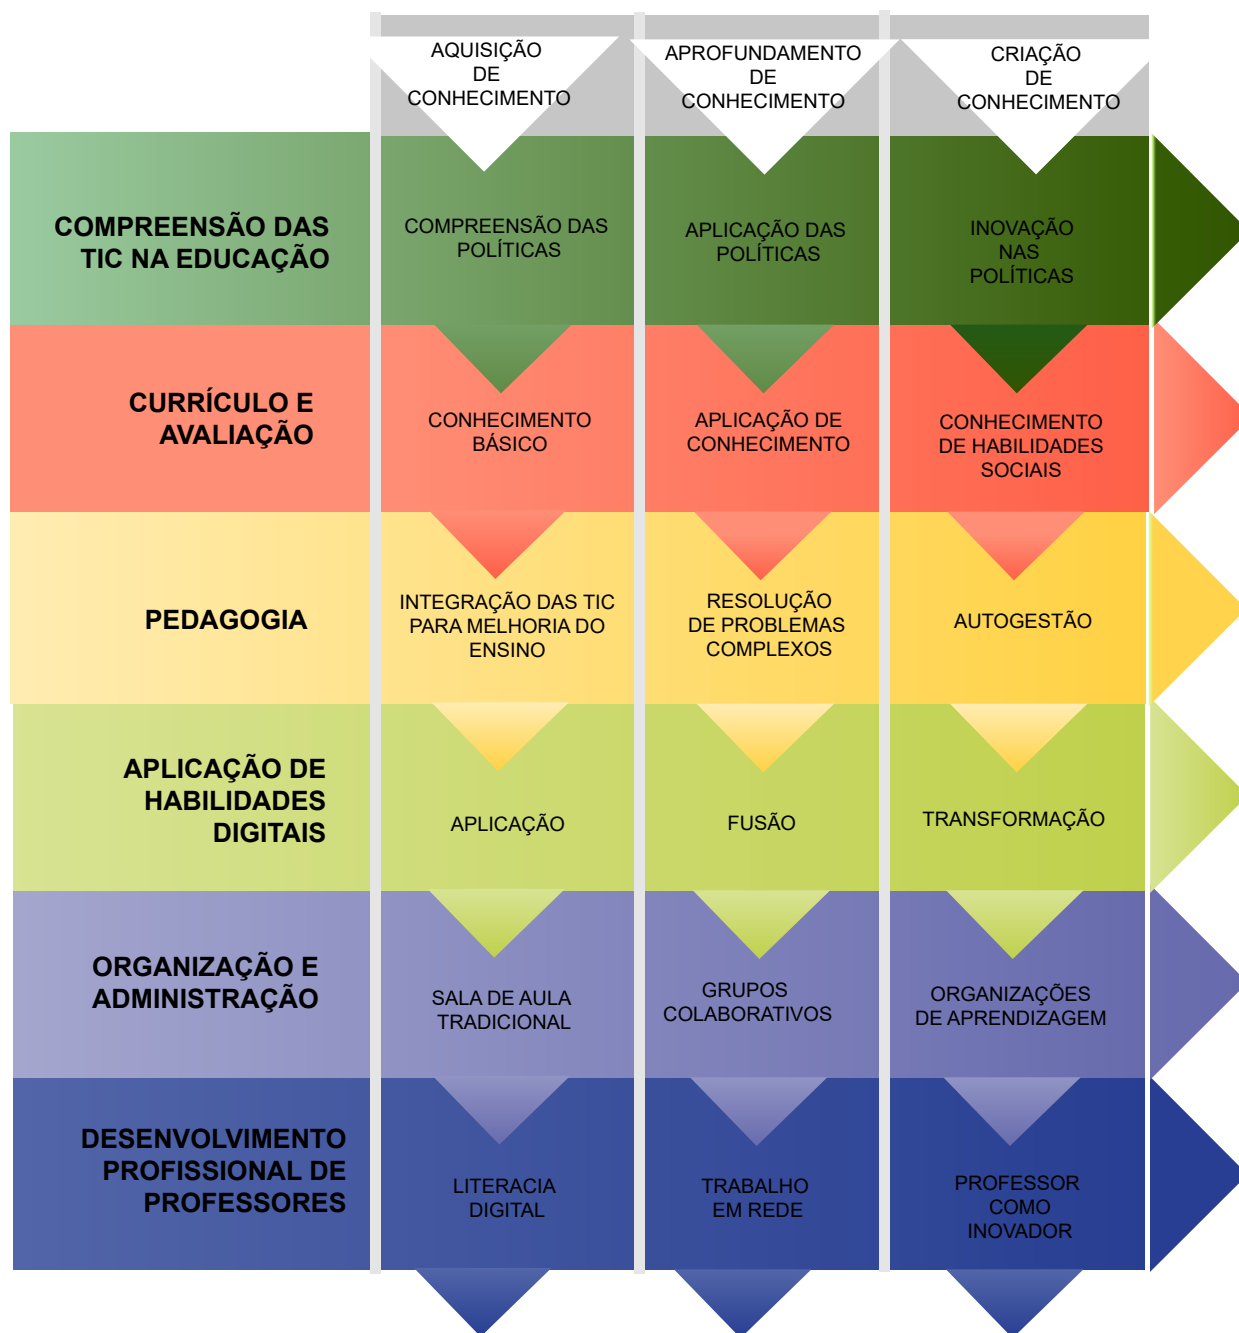 AQUISIÇÃO
DE
CONHECIMENTO
APROFUNDAMENTO
DE
CONHECIMENTO
CRIAÇÃO
DE
CONHECIMENTO
COMPREENSÃO DAS
TIC NA EDUCAÇÃO
COMPREENSÃO DAS
POLÍTICAS
APLICAÇÃO DAS
POLÍTICAS
INOVAÇÃO
NAS
POLÍTICAS
CURRÍCULO E
AVALIAÇÃO
CONHECIMENTO
BÁSICO
APLICAÇÃO DE
CONHECIMENTO
CONHECIMENTO
DE HABILIDADES
SOCIAIS
PEDAGOGIA
INTEGRAÇÃO DAS TIC
PARA MELHORIA DO
ENSINO
RESOLUÇÃO
DE PROBLEMAS
COMPLEXOS
AUTOGESTÃO
APLICAÇÃO DE
HABILIDADES
DIGITAIS
APLICAÇÃO
FUSÃO
TRANSFORMAÇÃO
ORGANIZAÇÃO E
ADMINISTRAÇÃO
SALA DE AULA
TRADICIONAL
GRUPOS
COLABORATIVOS
ORGANIZAÇÕES
DE APRENDIZAGEM
DESENVOLVIMENTO
PROFISSIONAL DE
PROFESSORES
LITERACIA
DIGITAL
TRABALHO
EM REDE
PROFESSOR
COMO
INOVADOR